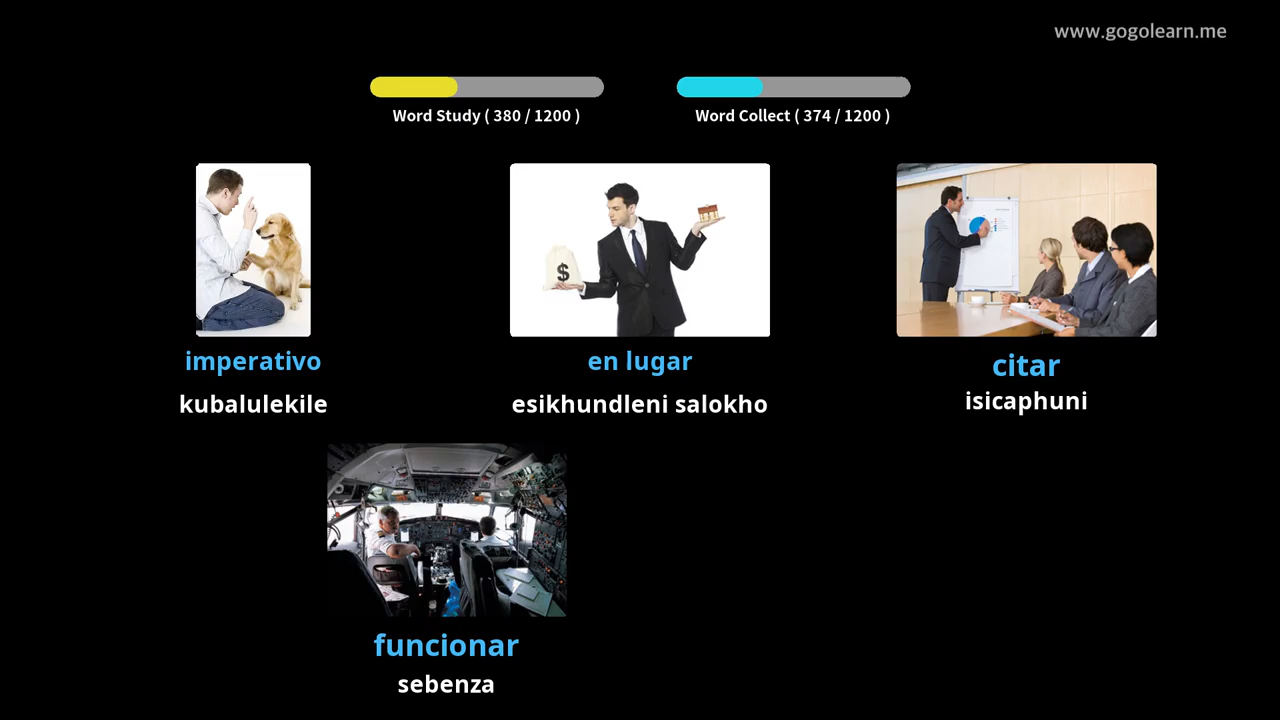 www.gogolearn.me
Word Study ( 380 / 1200 )
Word Collect ( 374 / 1200 )
$
imperativo
en lugar
citar
kubalulekile
esikhundleni salokho
isicaphuni
funcionar
sebenza